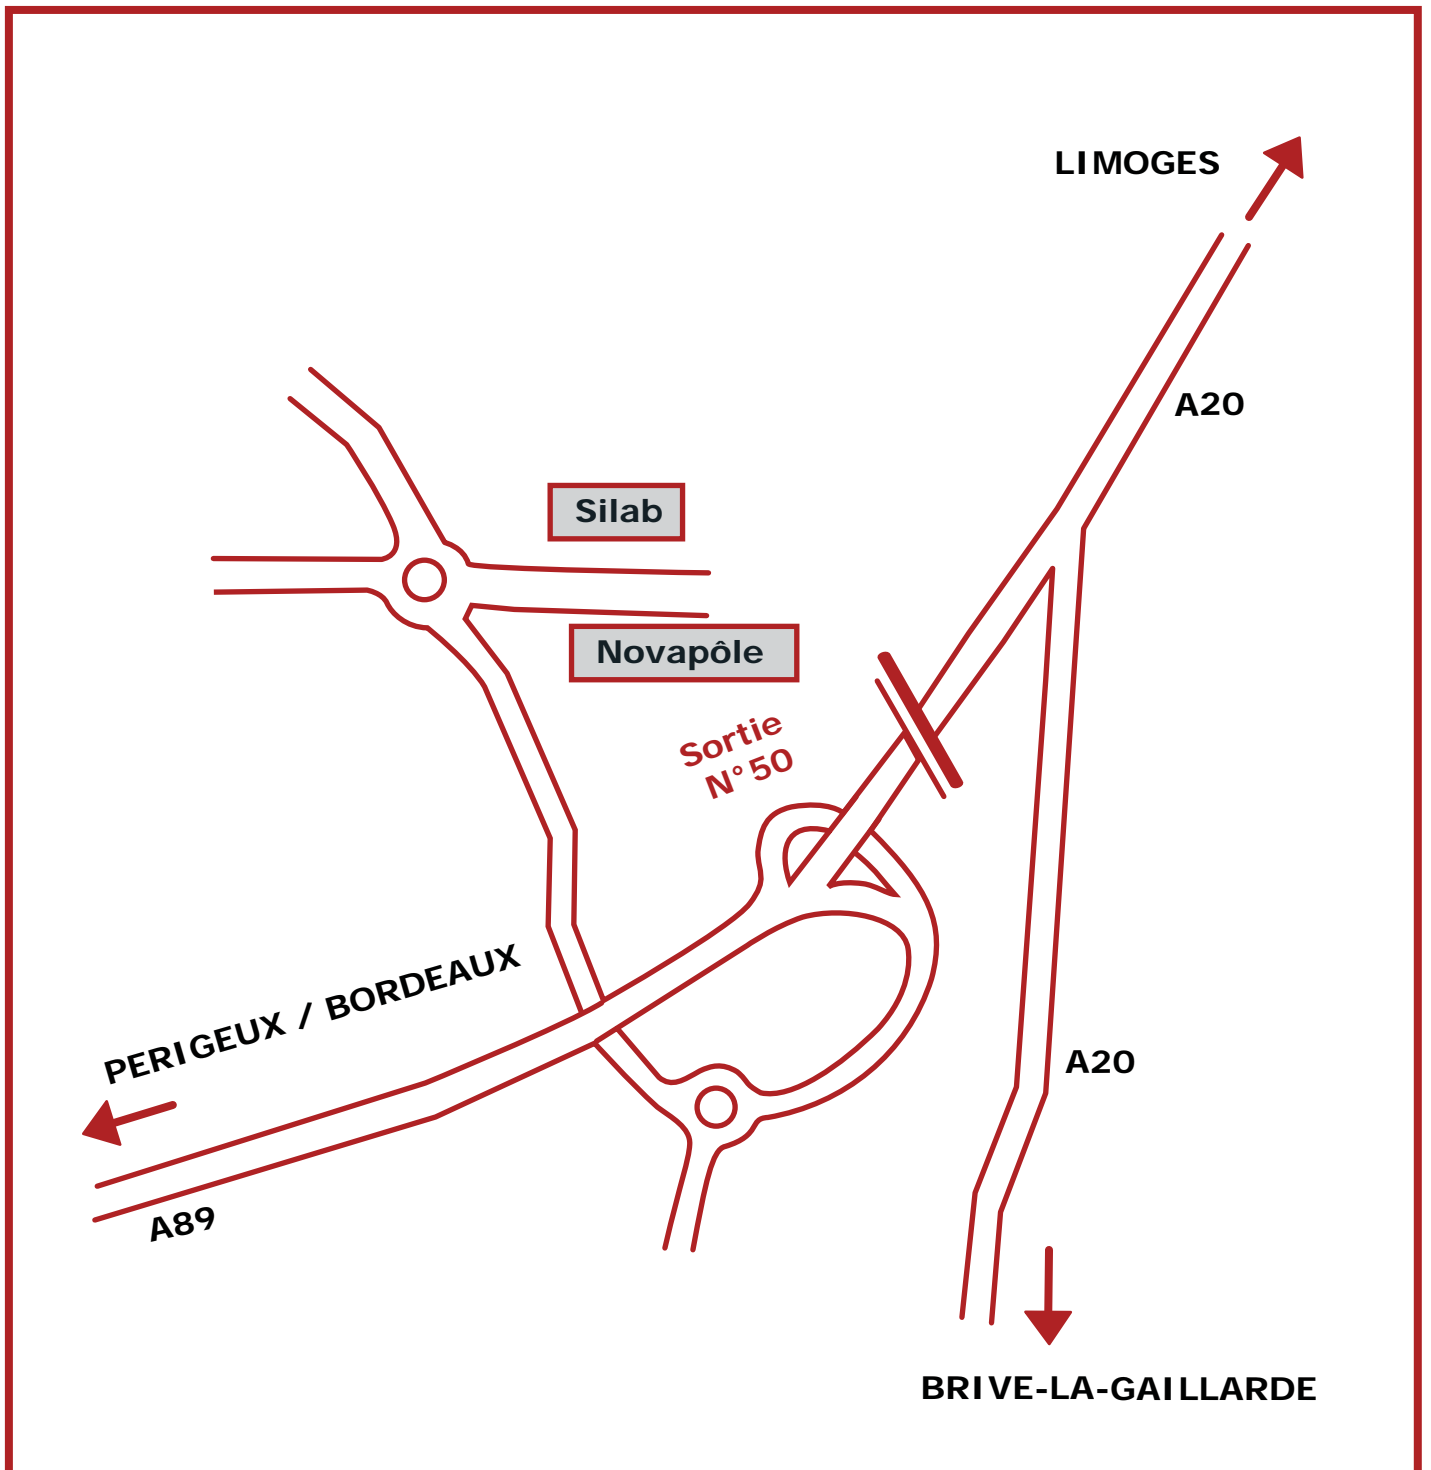 LIMOGES
A20
Silab
Novapôle
Sortie
N°50
PERIGEUX / BORDEAUX
A20
A89
BRIVE-LA-GAILLARDE